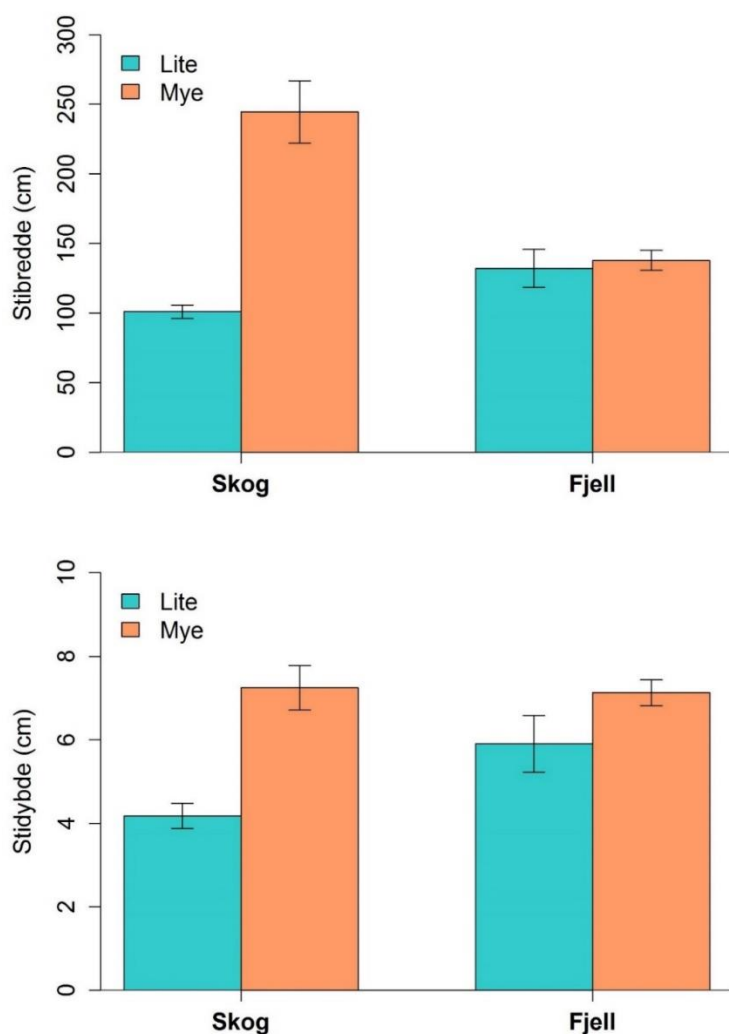 Stibredde (cm)
300
250
200
150
100
50
0
Lite
Mye
Skog
Fjell
Stidybde (cm)
10
8
6
4
2
0
Lite
Mye
Skog
Fjell